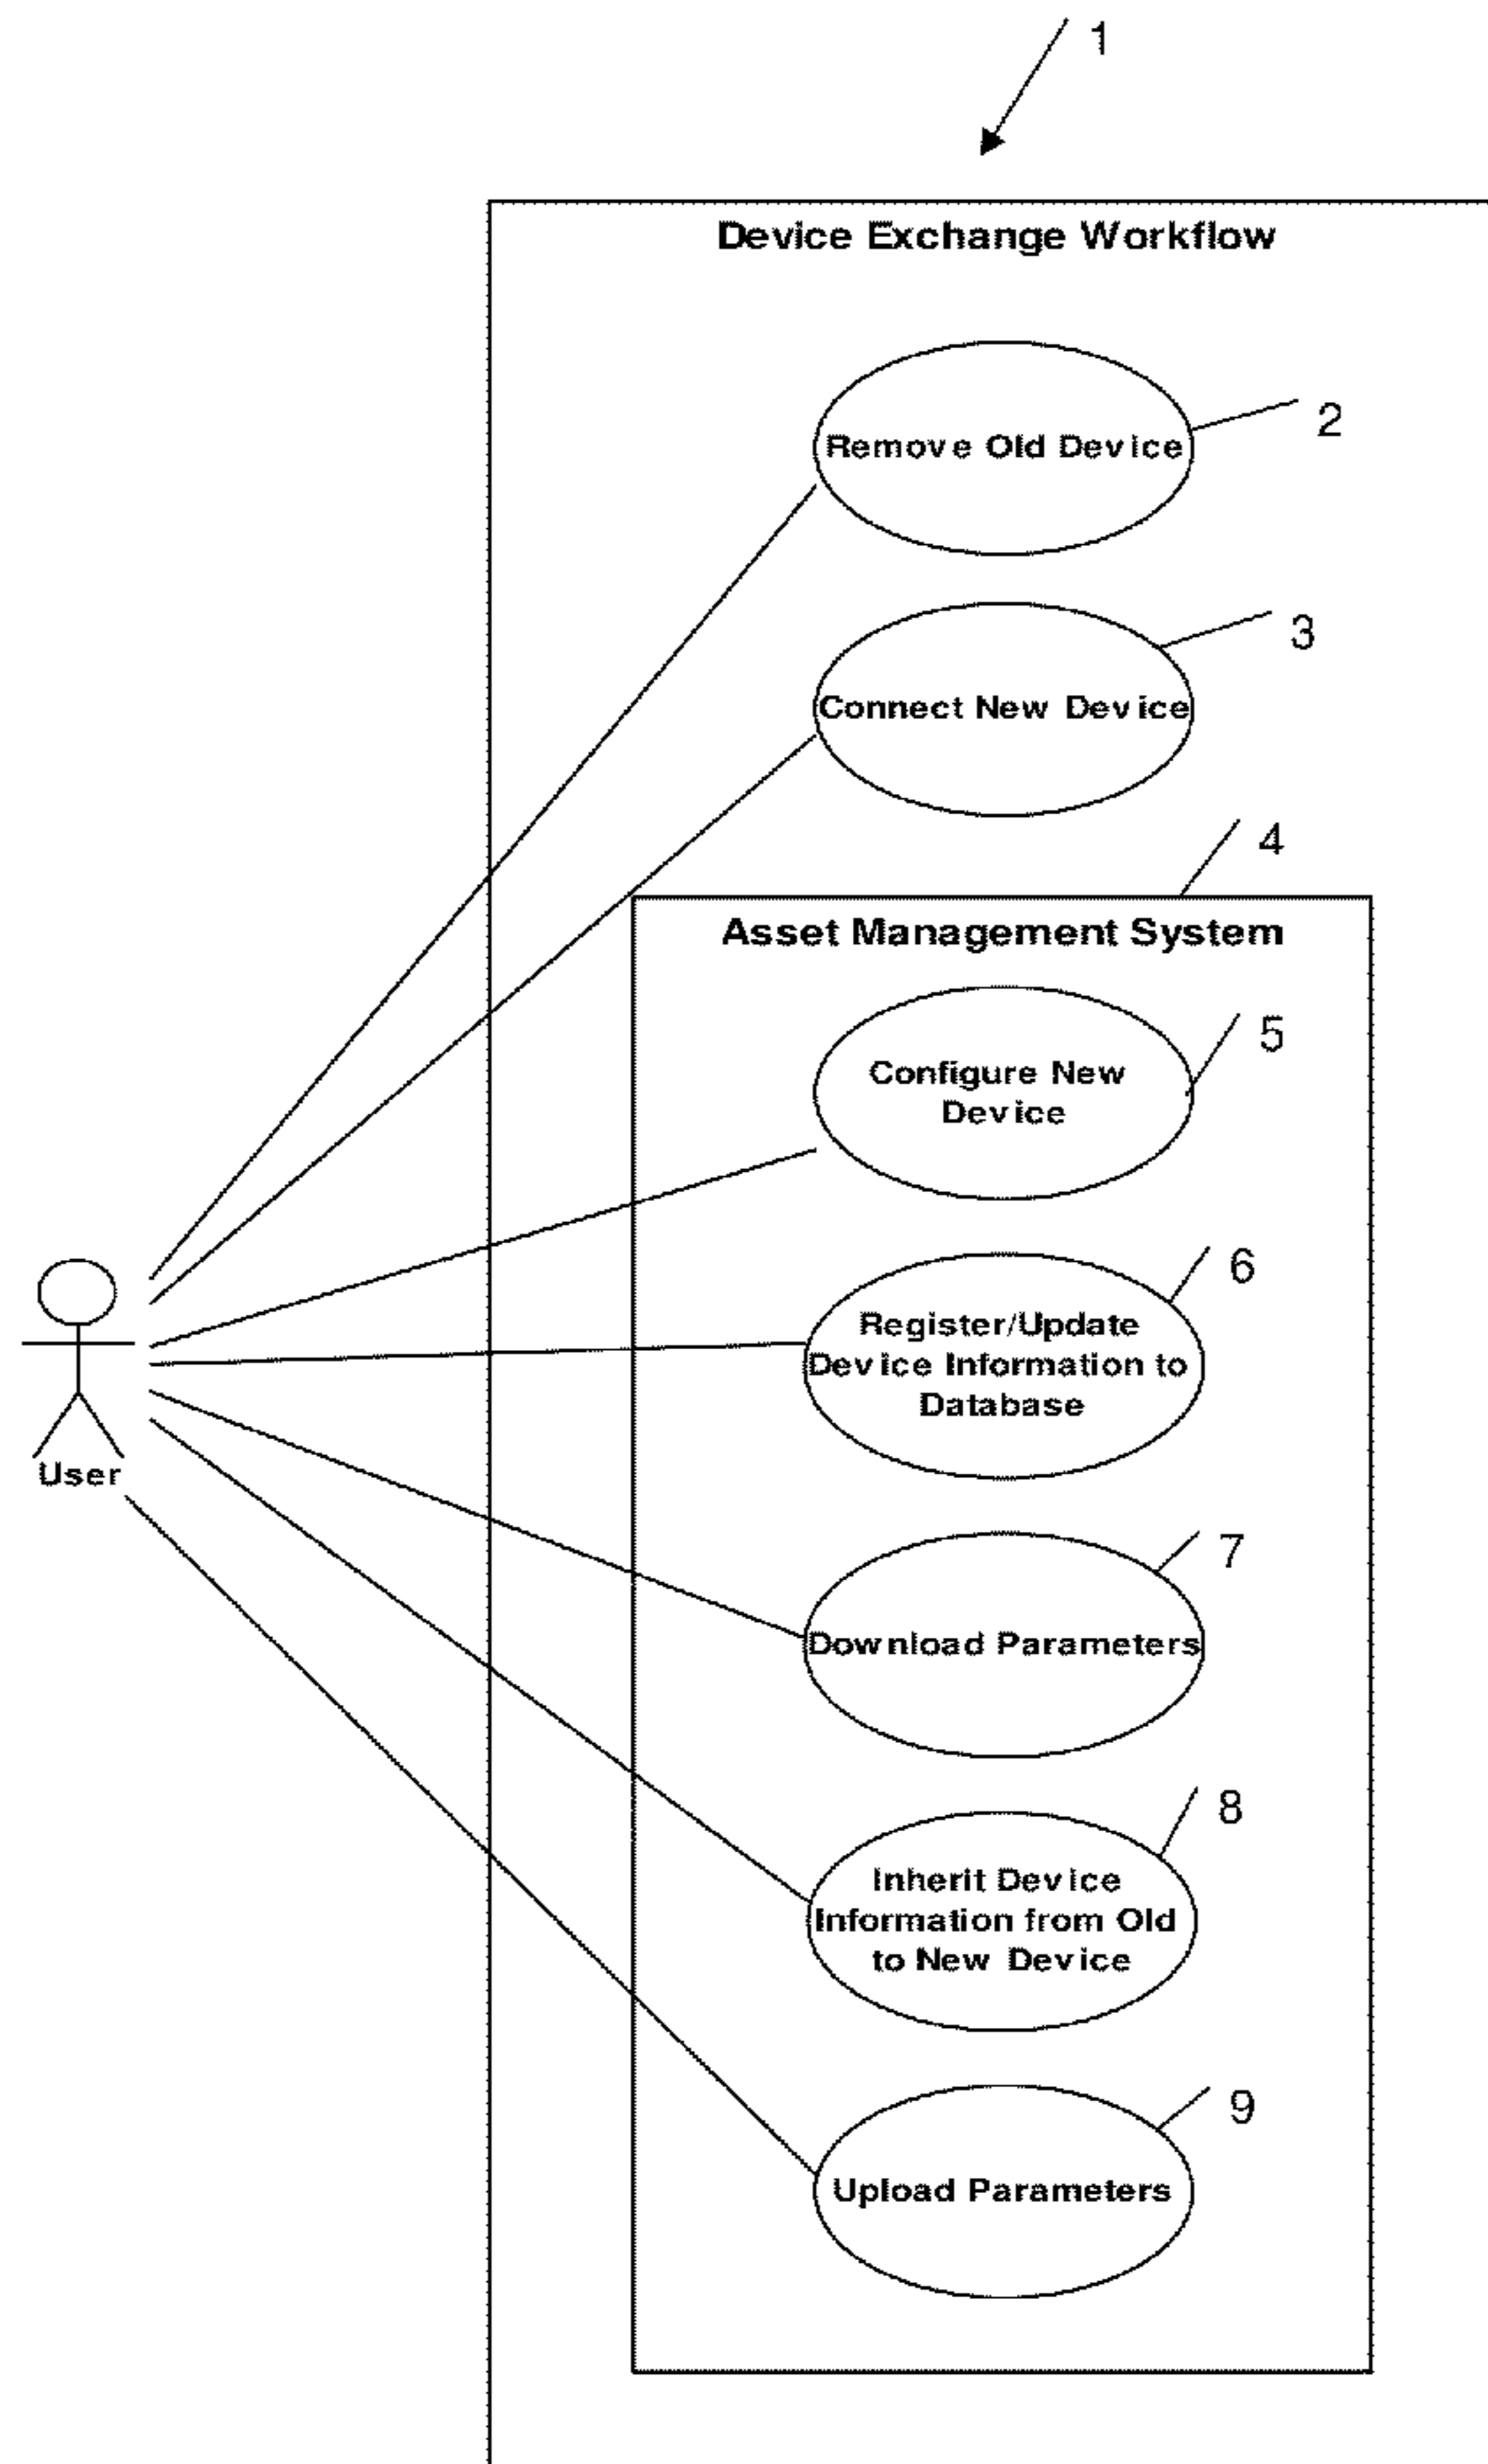 1
Device Exchange Workflow
Remove Old Device
2
Connect New Device
3
4
Asset Management System
Configure New
Device
5
Register/Update
Device Information to
Database
6
User
Download Parameters
7
Inherit Device
Information from Old
to New Device
8
Upload Parameters
9